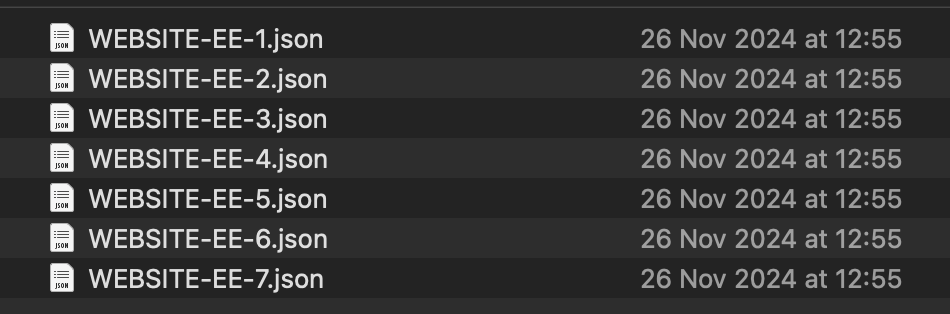 JSON WEBSITE-EE-1.json 26 Nov 2024 at 12:55
JSON WEBSITE-EE-2.json 26 Nov 2024 at 12:55
JSON WEBSITE-EE-3.json 26 Nov 2024 at 12:55
JSON WEBSITE-EE-4.json 26 Nov 2024 at 12:55
JSON WEBSITE-EE-5.json 26 Nov 2024 at 12:55
JSON WEBSITE-EE-6.json 26 Nov 2024 at 12:55
JSON WEBSITE-EE-7.json 26 Nov 2024 at 12:55